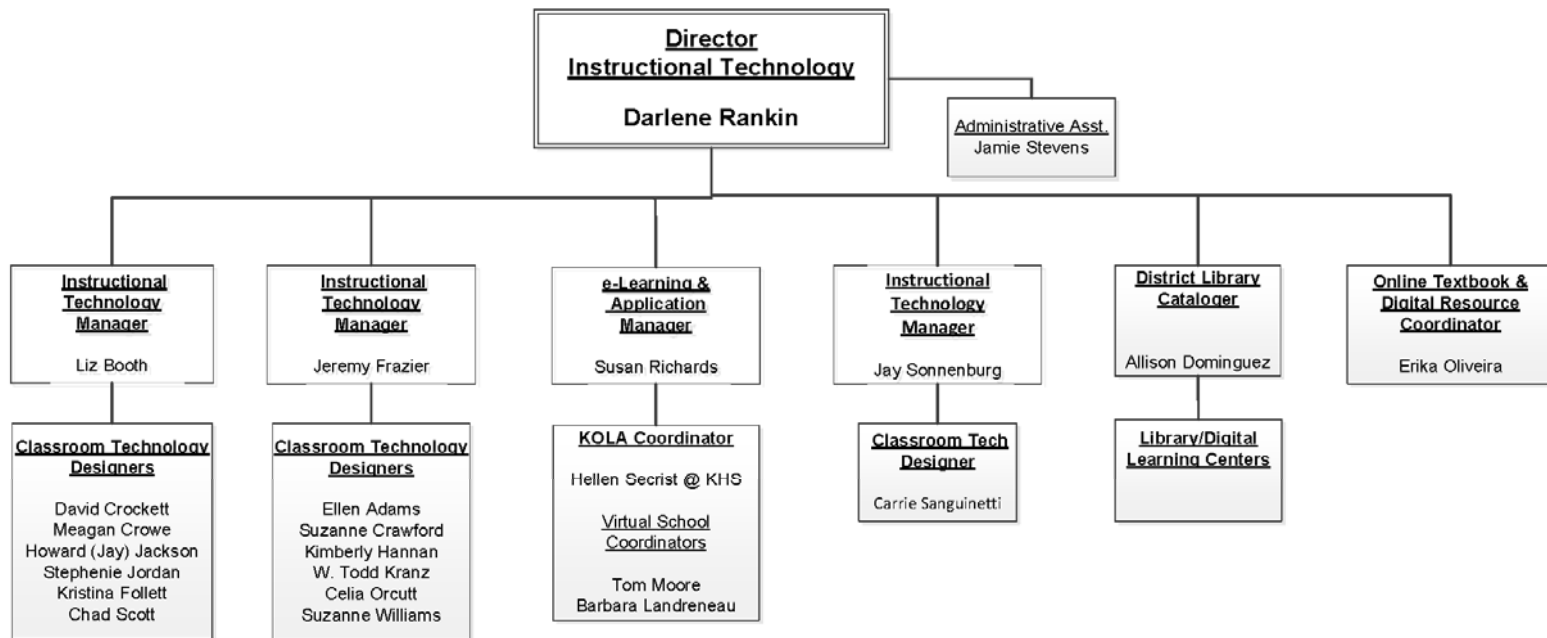 Director
Instructional Technology
Darlene Rankin
Administrative Asst.
Jamie Stevens
Instructional
Technology
Manager
Liz Booth
Instructional
Technology
Manager
Jeremy Frazier
e-Learning &
Application
Manager
Susan Richards
Instructional
Technology
Manager
Jay Sonnenburg
District Library
Cataloger
Allison Dominguez
Online Textbook &
Digital Resource
Coordinator
Erika Oliveira
Classroom Technology
Designers
David Crockett
Meagan Crowe
Howard (Jay) Jackson
Stephenie Jordan
Kristina Follett
Chad Scott
Classroom Technology
Designers
Ellen Adams
Suzanne Crawford
Kimberly Hannan
W. Todd Kranz
Celia Orcutt
Suzanne Williams
KOLA Coordinator
Hellen Secrist @ KHS
Virtual School
Coordinators
Tom Moore
Barbara Landreneau
Classroom Tech
Designer
Carrie Sanguinetti
Library/Digital
Learning Centers